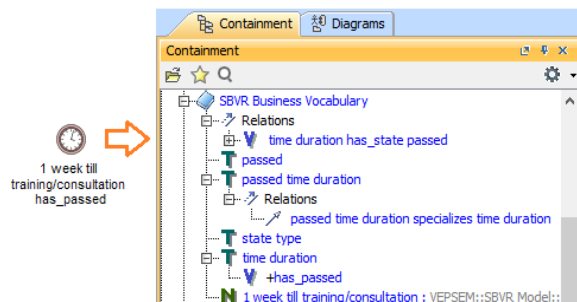 Containment
Diagrams
Containment
SBVR Business Vocabulary
Relations
time duration has_state passed
passed
passed time duration
Relations
passed time duration specializes time duration
state type
time duration
+has_passed
1 week till training/consultation : VEPSEM::SBVR Model::
1 week till
training/consultation
has_passed